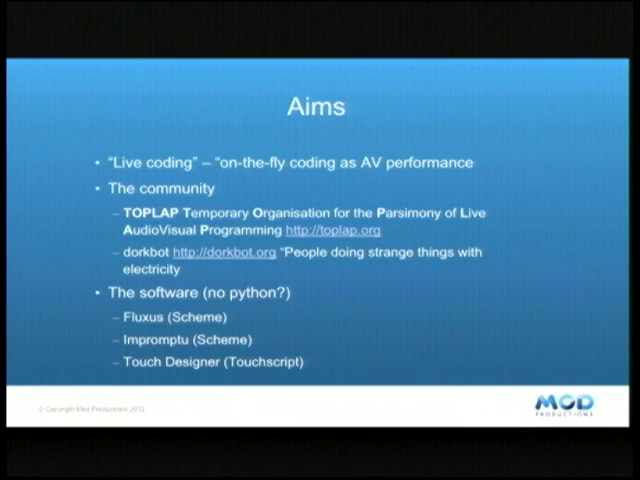 Aims
• “Live coding” – “on-the-fly coding as AV performance
• The community
– TOPLAP Temporary Organisation for the Parsimony of Live
AudioVisual Programming http://toplap.org
– dorkbot http://dorkbot.org “People doing strange things with
electricity
• The software (no python?)
– Fluxus (Scheme)
– Impromptu (Scheme)
– Touch Designer (Touchscript)
© Copyright Mod Productions 2012
MOD
PRODUCTIONS